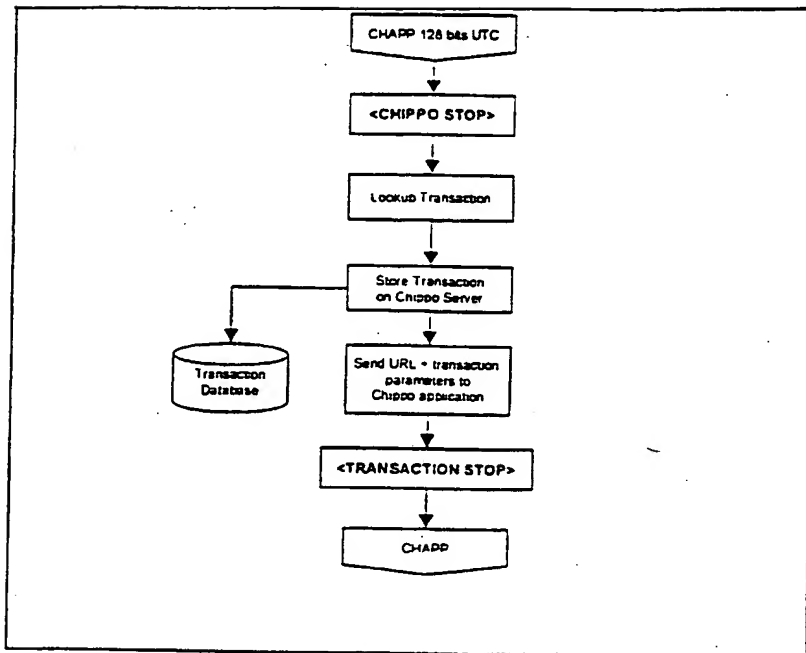 CHAPP 128 bits UTC
<CHIPPO STOP>
Lookup Transaction
Store Transaction
on Chippo Server
Transaction
Database
Send URL + transaction
parameters to
Chippo application
<TRANSACTION STOP>
CHAPP